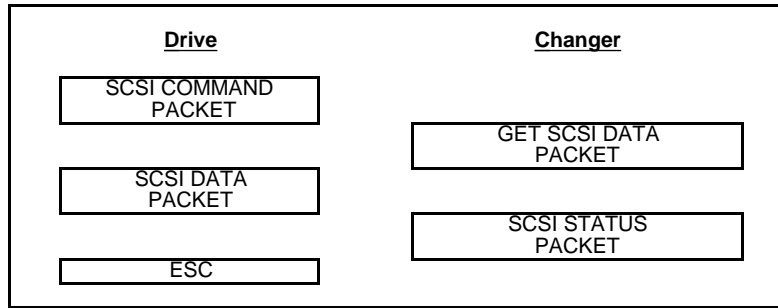 Drive
Changer
SCSI COMMAND
PACKET
GET SCSI DATA
PACKET
SCSI DATA
PACKET
SCSI STATUS
PACKET
ESC